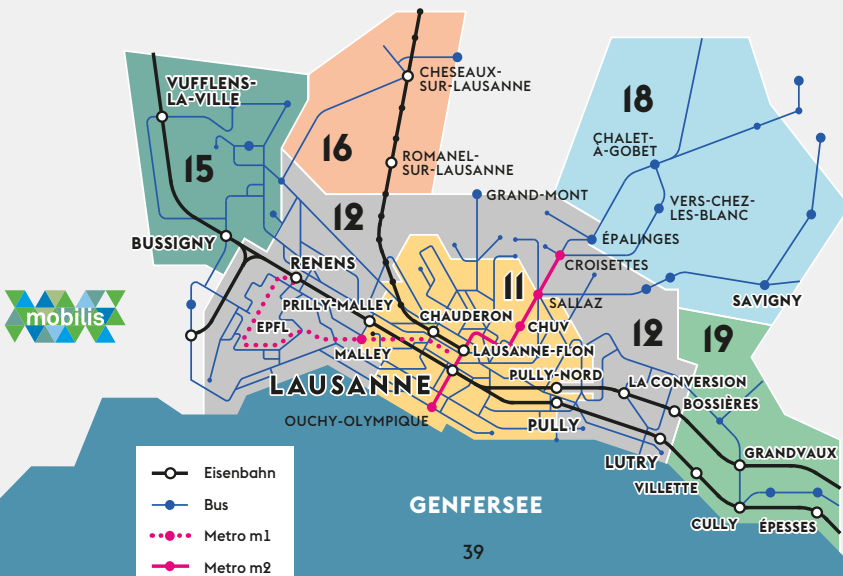 VUFFLENS-
LA-VILLE
CHESEAUX-
SUR-LAUSANNE
18
16
CHALET-
À-GOBET
15
ROMANEL-
SUR-LAUSANNE
12
GRAND-MONT
VERS-CHEZ-
LES-BLANC
BUSSIGNY
ÉPALINGES
RENENS
CROISETTES
11
PRILLY-MALLEY
SALLAZ
SAVIGNY
mobilis
EPFL
CHAUDERON
CHUV
12
19
MALLEY
LAUSANNE-FLON
LAUSANNE
PULLY-NORD
LA CONVERSION
BOSSIÈRES
OUCHY-OLYMPIQUE
PULLY
GRANDVAUX
LUTRY
VILLETTE
Eisenbahn
Bus
GENFERSEE
CULLY
ÉPESSES
Metro m1
39
Metro m2